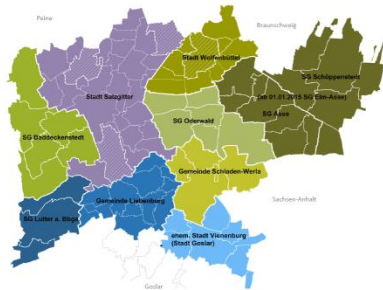 Peine
Braunschweig
Stadt Wolfenbüttel
SG Schöppenstedt
Stadt Salzgitter
(ab 01.01.2015 SG Elm-Asse)
SG Oderwald
SG Asse
SG Baddeckenstedt
Gemeinde Schladen-Werla
Gemeinde Liebenburg
Sachsen-Anhalt
SG Lutter a. Bbge.
ehem. Stadt Vienenburg
(Stadt Goslar)
Goslar